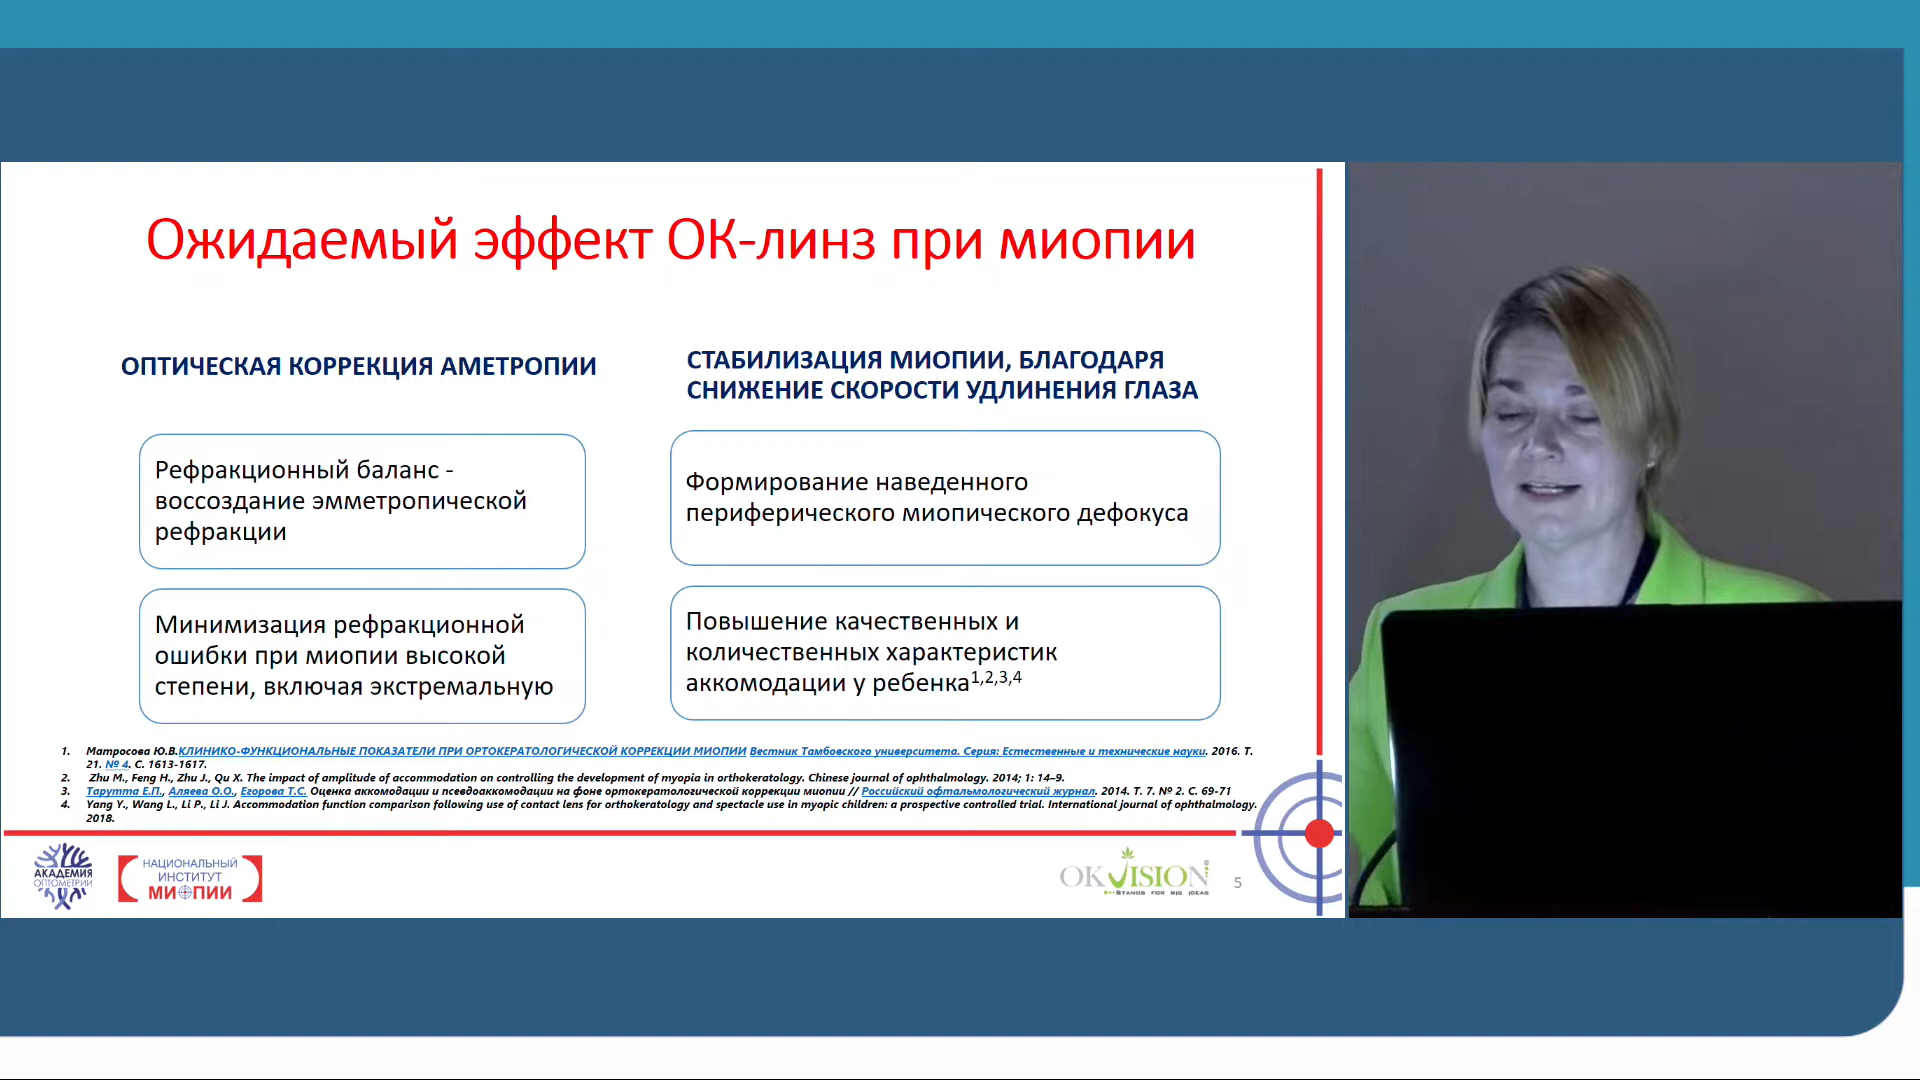 Ожидаемый эффект ОК-линз при миопии
ОПТИЧЕСКАЯ КОРРЕКЦИЯ АМЕТРОПИИ
Рефракционный баланс -
воссоздание эмметропической
рефракции
Минимизация рефракционной
ошибки при миопии высокой
степени, включая экстремальную
СТАБИЛИЗАЦИЯ МИОПИИ, БЛАГОДАРЯ
СНИЖЕНИЕ СКОРОСТИ УДЛИНЕНИЯ ГЛАЗА
Формирование наведенного
периферического миопического дефокуса
Повышение качественных и
количественных характеристик
аккомодации у ребенка1,2,3,4
1. Матросова Ю.В.КЛИНИКО-ФУНКЦИОНАЛЬНЫЕ ПОКАЗАТЕЛИ ПРИ ОРТОКЕРАТОЛОГИЧЕСКОЙ КОРРЕКЦИИ МИОПИИ Вестник Тамбовского университета. Серия: Естественные и технические науки. 2016. Т.
21. № 4. С. 1613-1617.
2. Zhu M., Feng H., Zhu J., Qu X. The impact of amplitude of accommodation on controlling the development of myopia in orthokeratology. Chinese journal of ophthalmology. 2014; 1: 14–9.
3. Тарутта Е.П., Аляева О.О., Егорова Т.С. Оценка аккомодации и псевдоаккомодации на фоне ортокератологической коррекции миопии // Российский офтальмологический журнал. 2014. Т. 7. № 2. С. 69-71
4. Yang Y., Wang L., Li P., Li J. Accommodation function comparison following use of contact lens for orthokeratology and spectacle use in myopic children: a prospective controlled trial. International journal of ophthalmology.
2018.
АКАДЕМИЯ
ОПТОМЕТРИИ
НАЦИОНАЛЬНЫЙ
ИНСТИТУТ
МИОПИИ
OK VISION
STANDS FOR BIG IDEAS
5